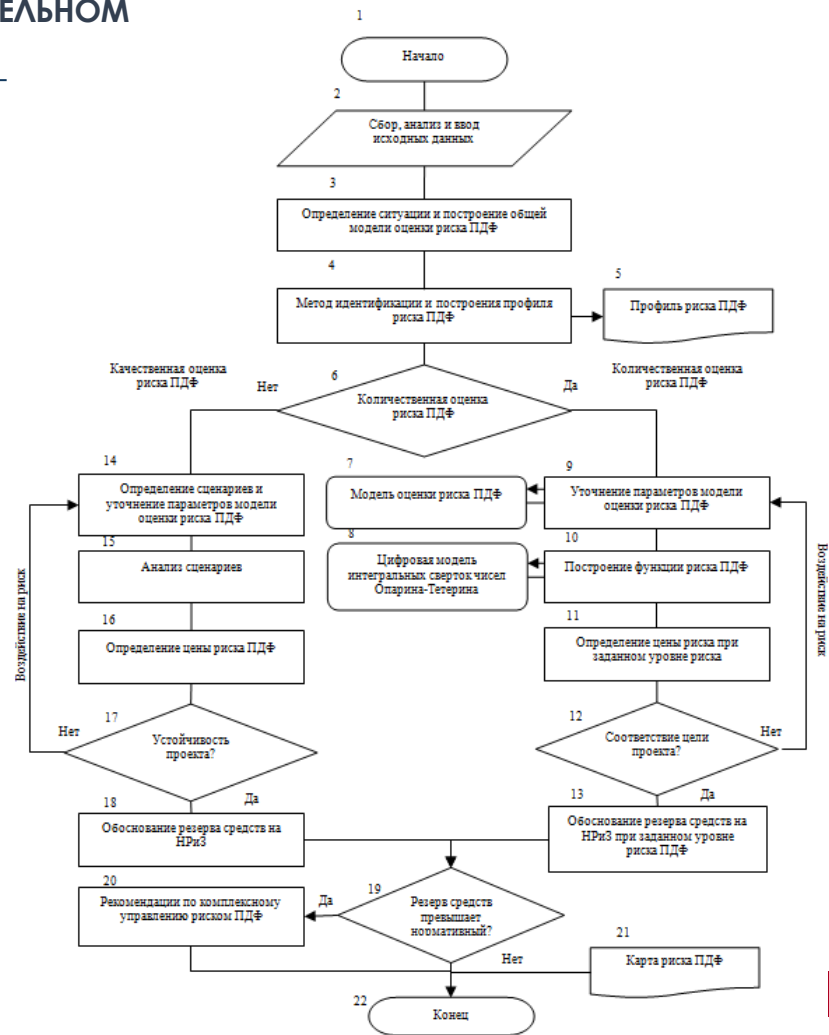 ЕЛЬНОМ
1
Начало
2
Сбор, анализ и ввод
исходных данных
3
Определение ситуации и построение общей
модели оценки риска ПДФ
4
Метод идентификации и построения профиля
риска ПДФ
5
Профиль риска ПДФ
Качественная оценка
риска ПДФ
Нет
6
Количественная оценка
риска ПДФ
Да
Количественная оценка
риска ПДФ
14
Определение сценариев и
уточнение параметров модели
оценки риска ПДФ
7
Модель оценки риска ПДФ
9
Уточнение параметров модели
оценки риска ПДФ
15
Анализ сценариев
8
Цифровая модель
интегральных сверток чисел
Опарина-Тетерина
10
Построение функции риска ПДФ
Воздействие на риск
Воздействие на риск
16
Определение цены риска ПДФ
11
Определение цены риска при
заданном уровне риска
17
Нет
Устойчивость
проекта?
Да
12
Соответствие цели
проекта?
Нет
Да
18
Обоснование резерва средств на
НРиЗ
13
Обоснование резерва средств на
НРиЗ при заданном уровне
риска ПДФ
20
Рекомендации по комплексному
управлению риском ПДФ
Да
19
Резерв средств
превышает
нормативный?
Нет
21
Карта риска ПДФ
22
Конец